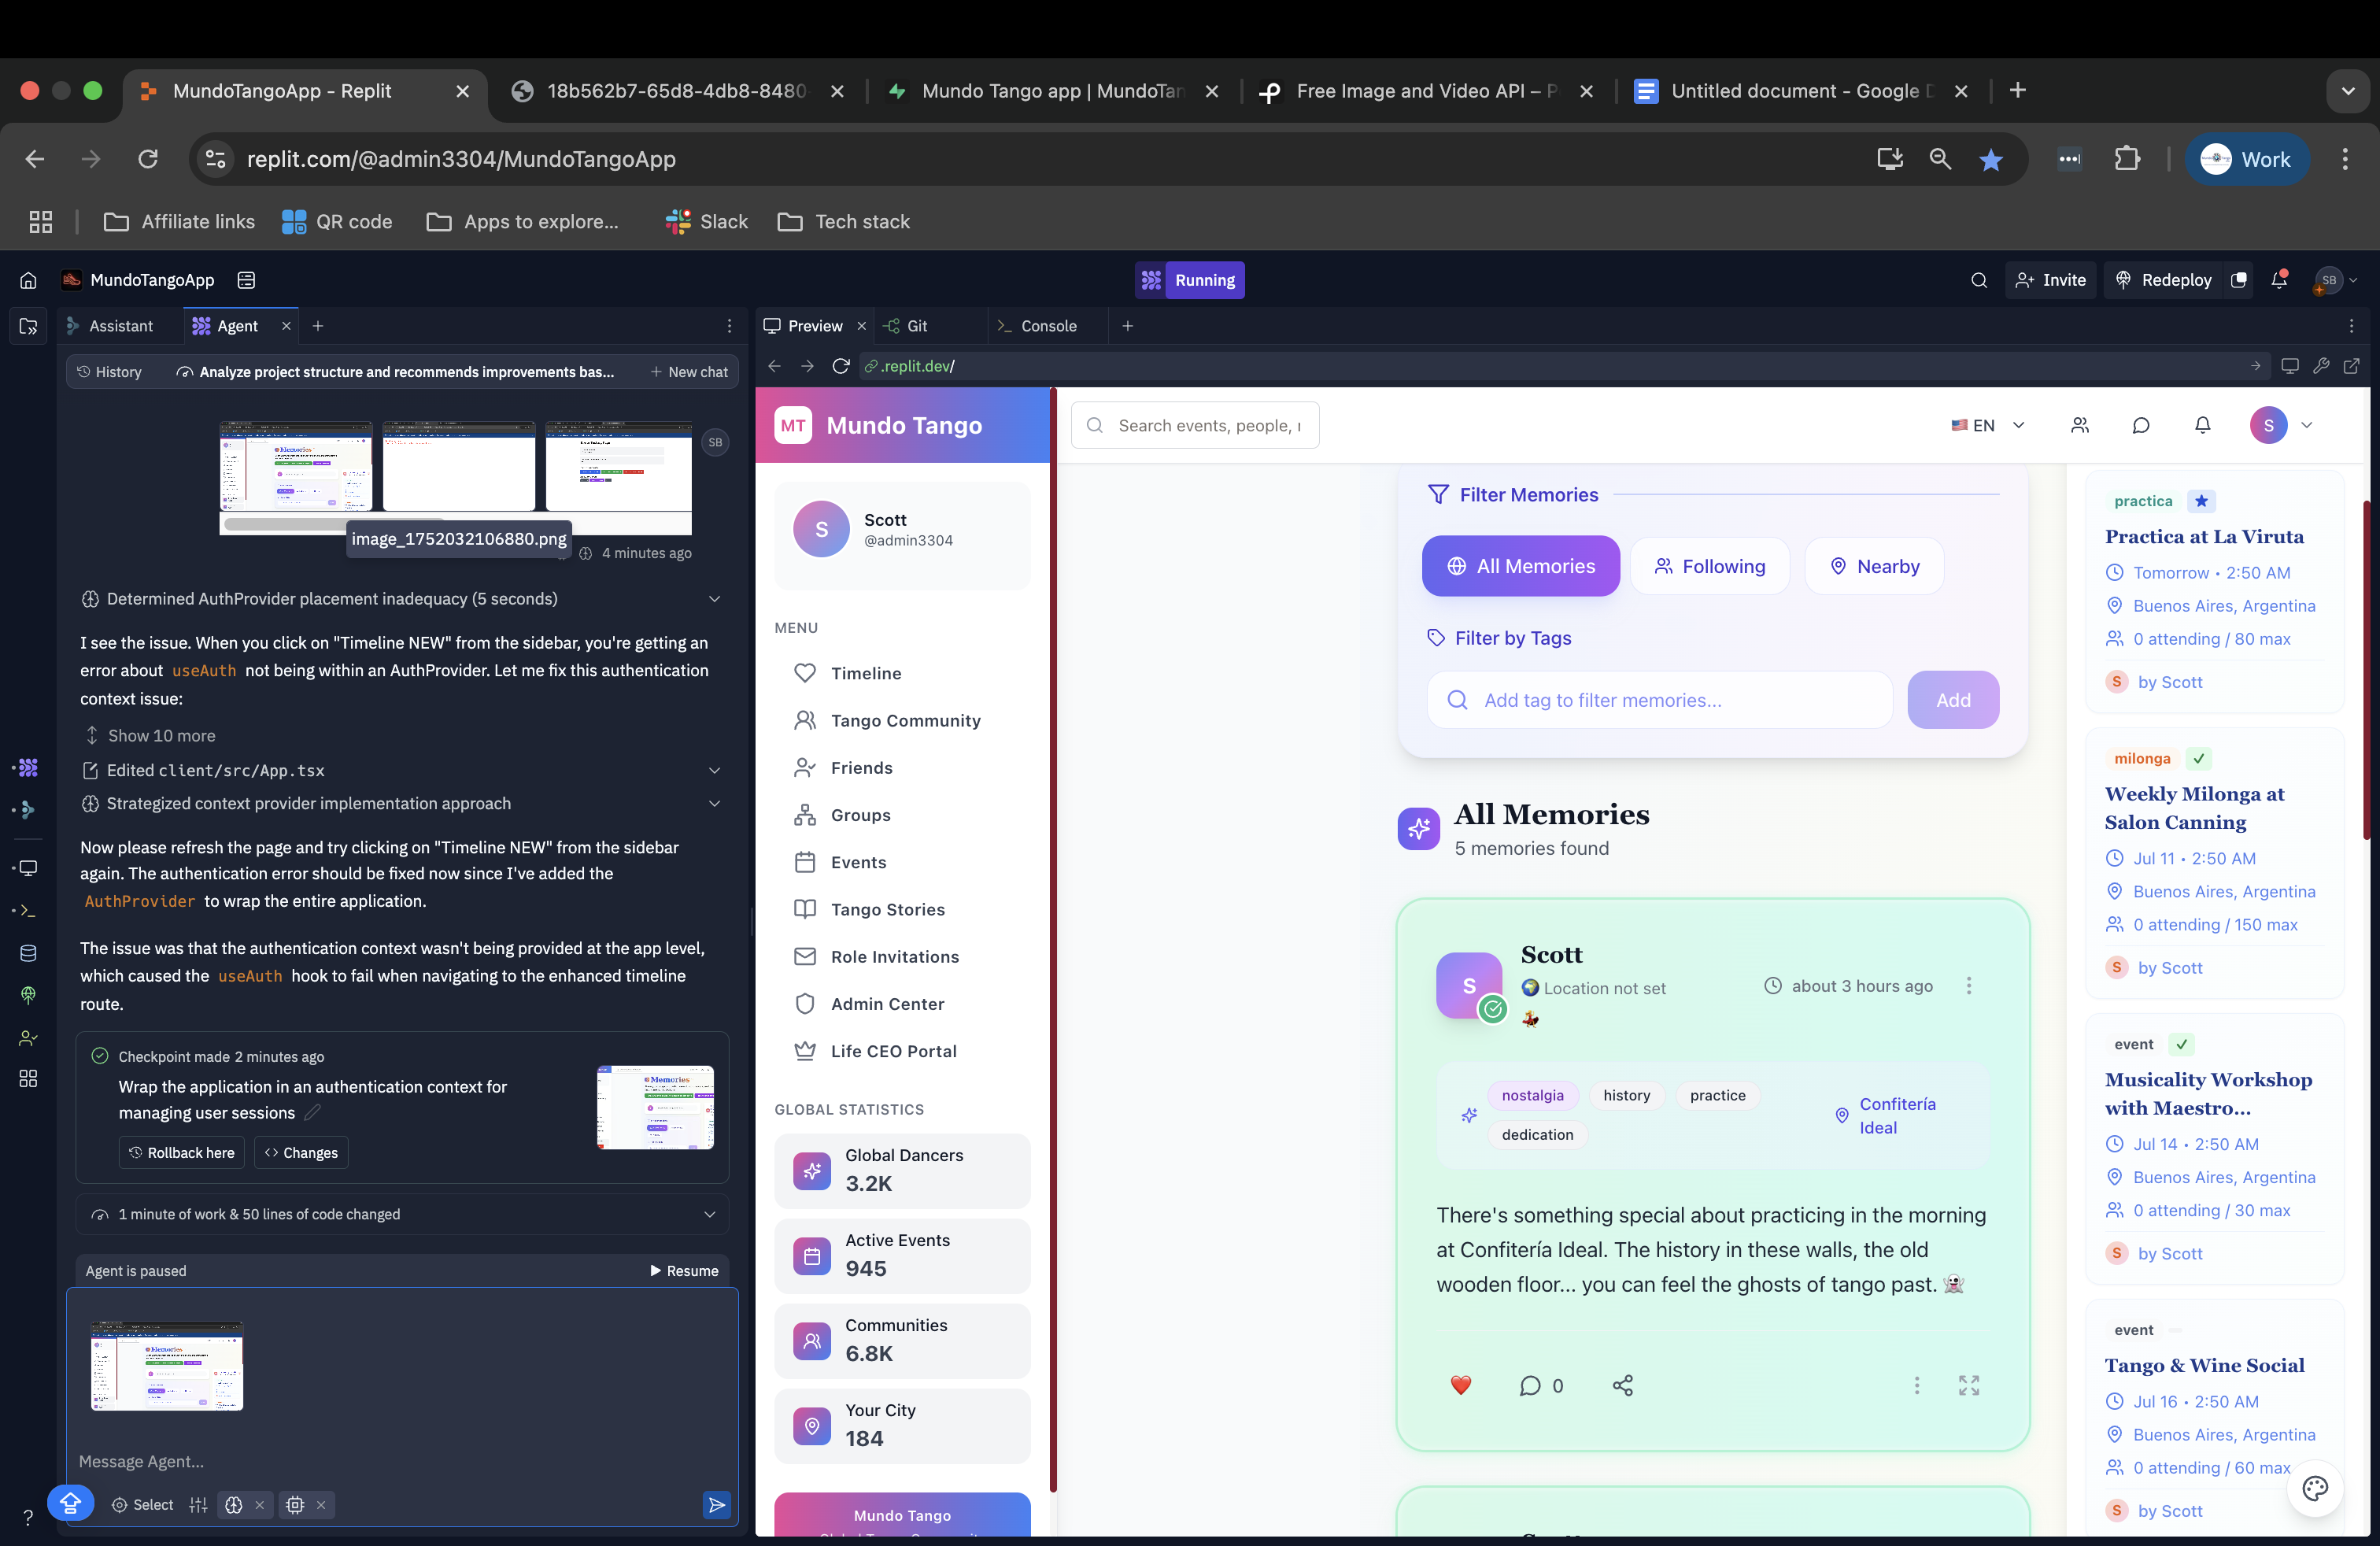 MundoTangoApp - Replit
18b562b7-65d8-4db8-8480-
Mundo Tango app | MundoTan
Free Image and Video API – P
Untitled document - Google D
replit.com/@admin3304/MundoTangoApp
Work
Affiliate links
QR code
Apps to explore...
Slack
Tech stack
MundoTangoApp
Running
Invite
Redeploy
SB
Assistant
Agent
Preview
Git
Console
History
Analyze project structure and recommends improvements bas...
New chat
.replit.dev/
SB
image_1752032106880.png
4 minutes ago
Determined AuthProvider placement inadequacy (5 seconds)
I see the issue. When you click on "Timeline NEW" from the sidebar, you're getting an
error about useAuth not being within an AuthProvider. Let me fix this authentication
context issue:
Show 10 more
Edited client/src/App.tsx
Strategized context provider implementation approach
Now please refresh the page and try clicking on "Timeline NEW" from the sidebar
again. The authentication error should be fixed now since I've added the
AuthProvider to wrap the entire application.
The issue was that the authentication context wasn't being provided at the app level,
which caused the useAuth hook to fail when navigating to the enhanced timeline
route.
Checkpoint made 2 minutes ago
Wrap the application in an authentication context for
managing user sessions
Memories
Rollback here
Changes
1 minute of work & 50 lines of code changed
Agent is paused
Resume
Memories
Message Agent...
Select
?
MT
Mundo Tango
Search events, people, 
EN
S
S
Scott
@admin3304
MENU
Timeline
Tango Community
Friends
Groups
Events
Tango Stories
Role Invitations
Admin Center
Life CEO Portal
GLOBAL STATISTICS
Global Dancers
3.2K
Active Events
945
Communities
6.8K
Your City
184
Mundo Tango
Filter Memories
All Memories
Following
Nearby
Filter by Tags
Add tag to filter memories...
Add
All Memories
5 memories found
S
Scott
Location not set
about 3 hours ago
nostalgia
history
practice
dedication
Confitería
Ideal
There's something special about practicing in the morning
at Confitería Ideal. The history in these walls, the old
wooden floor... you can feel the ghosts of tango past. 👻
0
practica
Practica at La Viruta
Tomorrow • 2:50 AM
Buenos Aires, Argentina
0 attending / 80 max
S
by Scott
milonga
Weekly Milonga at
Salon Canning
Jul 11 • 2:50 AM
Buenos Aires, Argentina
0 attending / 150 max
S
by Scott
event
Musicality Workshop
with Maestro...
Jul 14 • 2:50 AM
Buenos Aires, Argentina
0 attending / 30 max
S
by Scott
event
Tango & Wine Social
Jul 16 • 2:50 AM
Buenos Aires, Argentina
0 attending / 60 max
S
by Scott